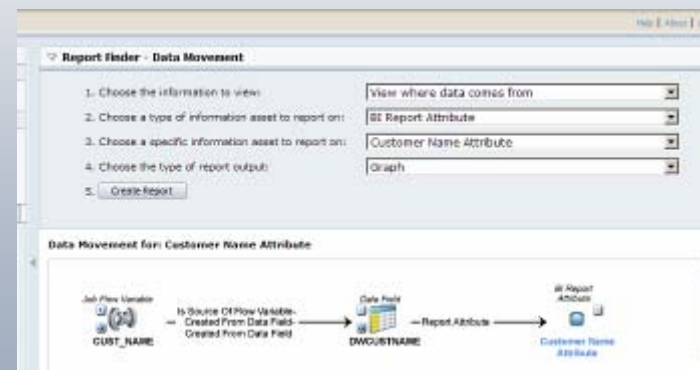 Help | About |
Report Finder - Data Movement
1. Choose the information to view:
View where data comes from
2. Choose a type of information asset to report on:
BI Report Attribute
3. Choose a specific information asset to report on:
Customer Name Attribute
4. Choose the type of report output:
Graph
5. Create Report
Data Movement for: Customer Name Attribute
Job Flow Variable
CUST_NAME
Is Source Of Flow Variable-
Created From Data Field-
Created From Data Field
Data Field
DWCUSTNAME
Report Attribute
BI Report
Attribute
Customer Name
Attribute